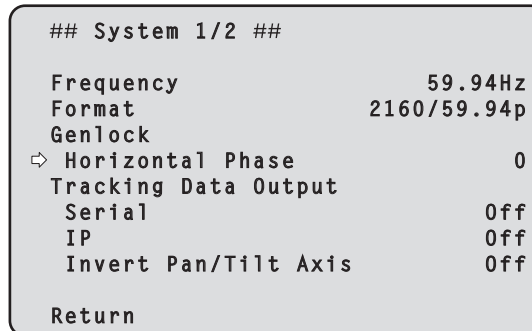 ## System 1/2 ##
Frequency 59.94Hz
Format 2160/59.94p
Genlock
⇨ Horizontal Phase 0
Tracking Data Output
Serial Off
IP Off
Invert Pan/Tilt Axis Off
Return